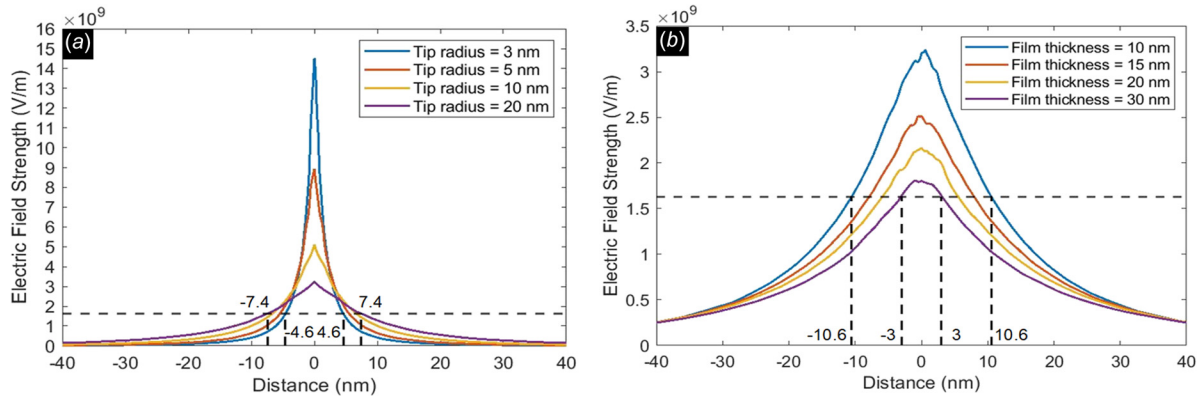 ×10⁹
(a)
Tip radius = 3 nm
Tip radius = 5 nm
Tip radius = 10 nm
Tip radius = 20 nm
Electric Field Strength (V/m)
16
15
14
13
12
11
10
9
8
7
6
5
4
3
2
1
0
-7.4 7.4
-4.6 4.6
-40 -30 -20 -10 0 10 20 30 40
Distance (nm)
×10⁹
(b)
Film thickness = 10 nm
Film thickness = 15 nm
Film thickness = 20 nm
Film thickness = 30 nm
Electric Field Strength (V/m)
3.5
3
2.5
2
1.5
1
0.5
0
-10.6 -3 3 10.6
-40 -30 -20 -10 0 10 20 30 40
Distance (nm)